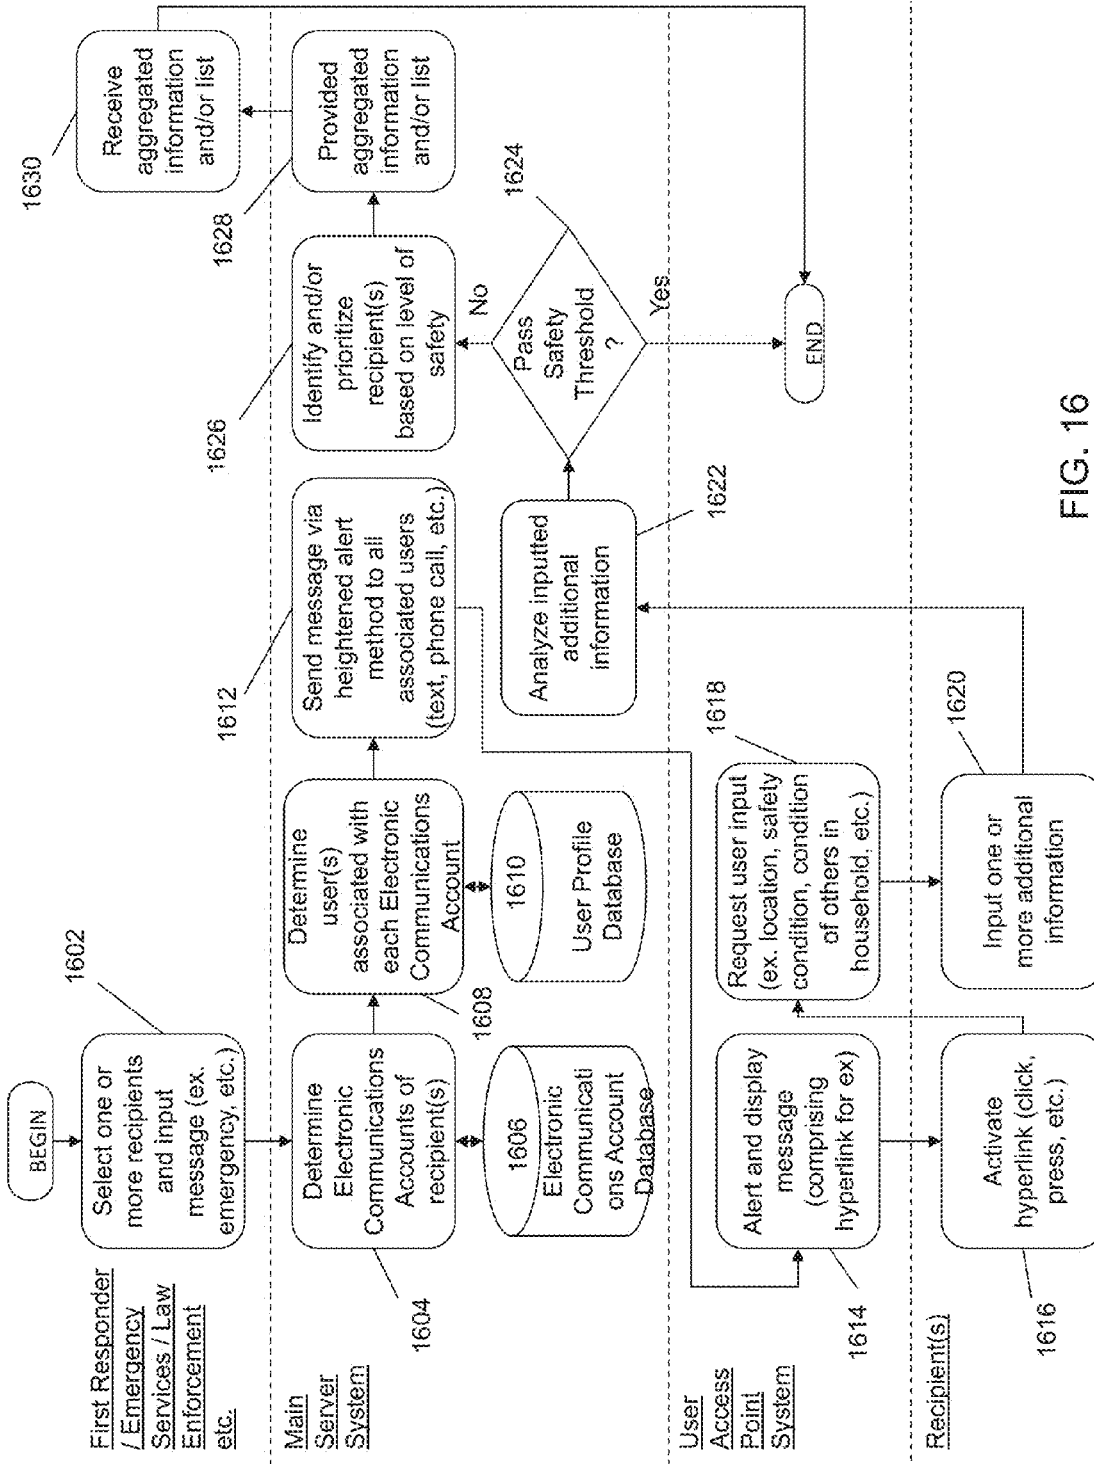 BEGIN
First Responder
/ Emergency
Services / Law
Enforcement
etc.
Select one or
more recipients
and input
message (ex.
emergency, etc.)
1602
Receive
aggregated
information
and/or list
1630
Main
Server
System
Determine
Electronic
Communications
Accounts of
recipient(s)
1604
1606
Electronic
Communicati
ons Account
Database
Determine
user(s)
associated with
each Electronic
Communications
Account
1608
1610
User Profile
Database
Send message via
heightened alert
method to all
associated users
(text, phone call, etc.)
1612
Identify and/or
prioritize
recipient(s)
based on level of
safety
1626
Provided
aggregated
information
and/or list
1628
Analyze inputted
additional
information
1622
Pass
Safety
Threshold
?
1624
No
Yes
User
Access
Point
System
Alert and display
message
(comprising
hyperlink for ex)
1614
Request user input
(ex. location, safety
condition, condition
of others in
household, etc.)
1618
END
Recipient(s)
Activate
hyperlink (click,
press, etc.)
1616
Input one or
more additional
information
1620
FIG. 16